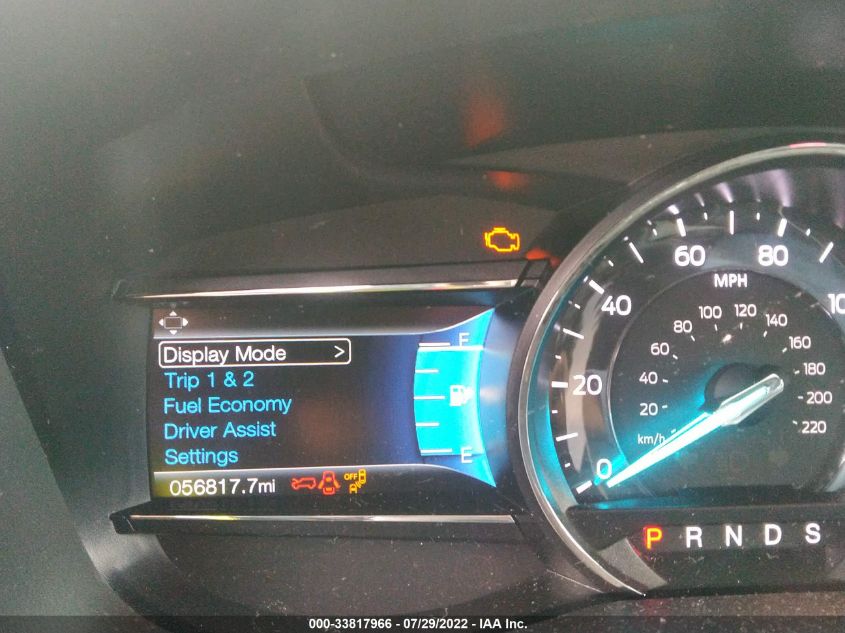 Display Mode >
Trip 1 & 2
Fuel Economy
Driver Assist
Settings
056817.7mi
OFF
F
E
0
20
40
60
80
10
MPH
km/h
20
40
60
80
100
120
140
160
180
200
220
P R N D S
000-33817966 - 07/29/2022 - IAA Inc.